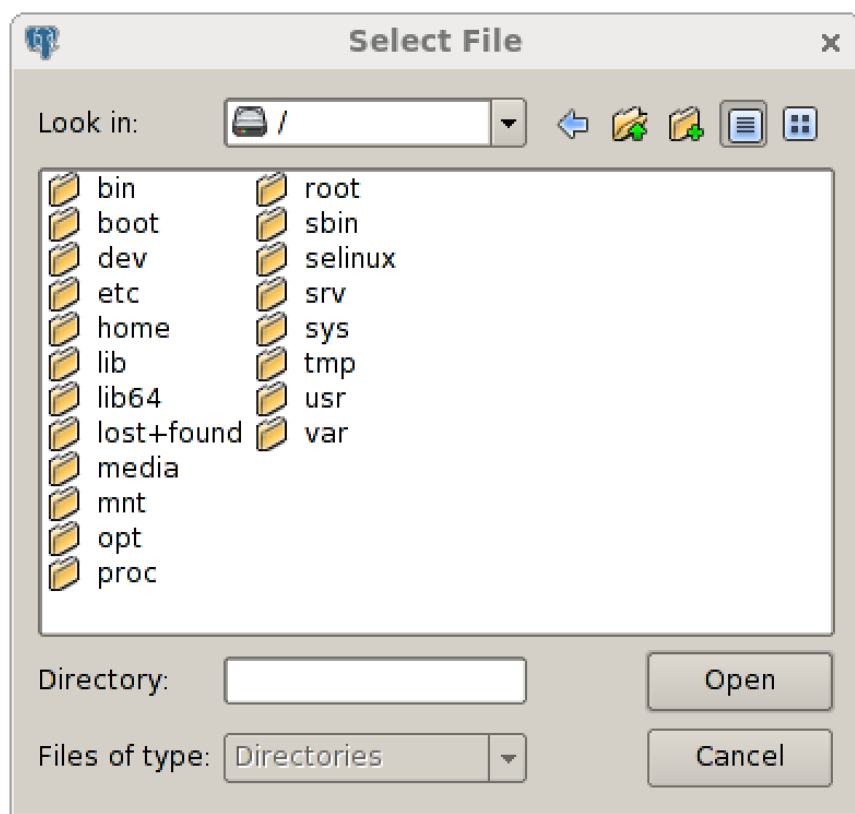 Select File
Look in: /
bin
boot
dev
etc
home
lib
lib64
lost+found
media
mnt
opt
proc
root
sbin
selinux
srv
sys
tmp
usr
var
Directory:
Open
Files of type: Directories
Cancel